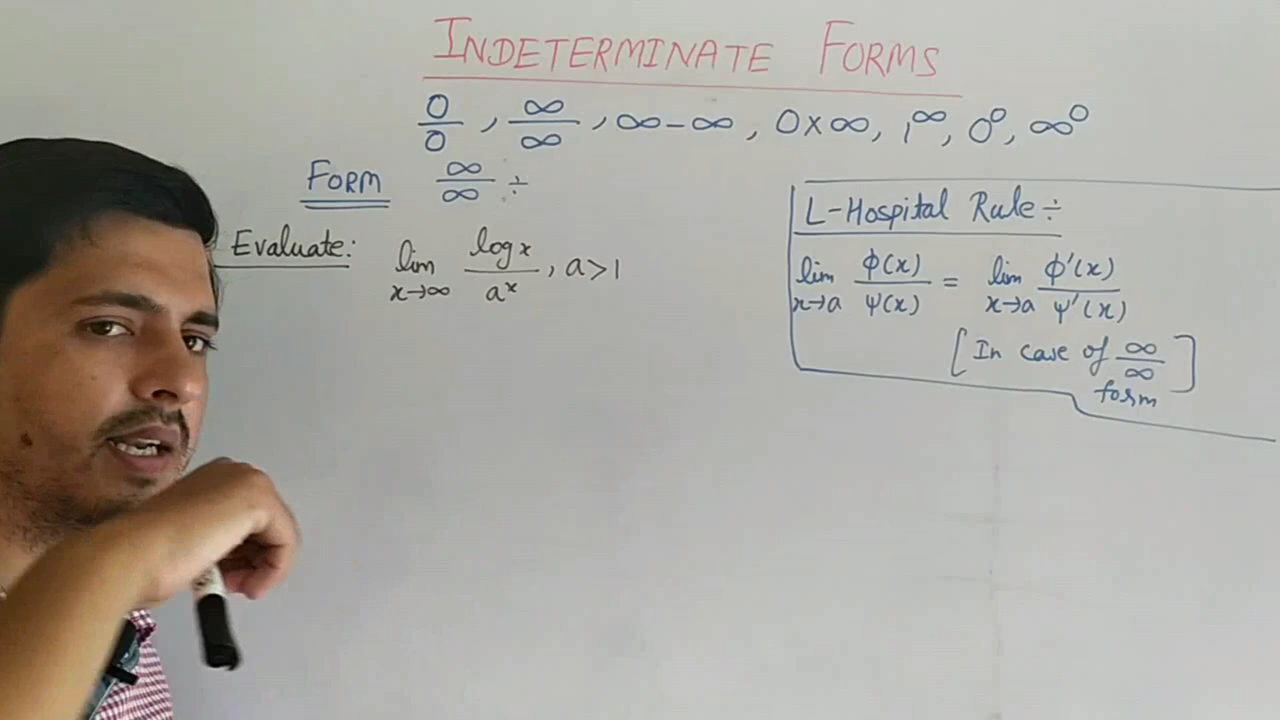 INDETERMINATE FORMS
0/0, ∞/∞, ∞-∞, 0×∞, 1^∞, 0^0, ∞^0
FORM ∞/∞ ÷
Evaluate: lim x→∞ log x / a^x, a>1
L-Hospital Rule ÷
lim x→a ϕ(x)/ψ(x) = lim x→a ϕ'(x)/ψ'(x)
[In case of ∞/∞ form]